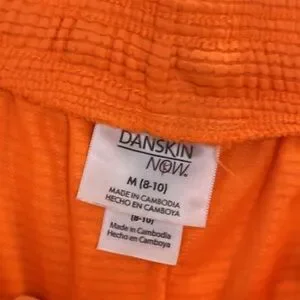 DANSKIN
NOW.
M (8-10)
MADE IN CAMBODIA
HECHO EN CAMBOYA
(8-10)
Made in Cambodia
Hecho en Camboya